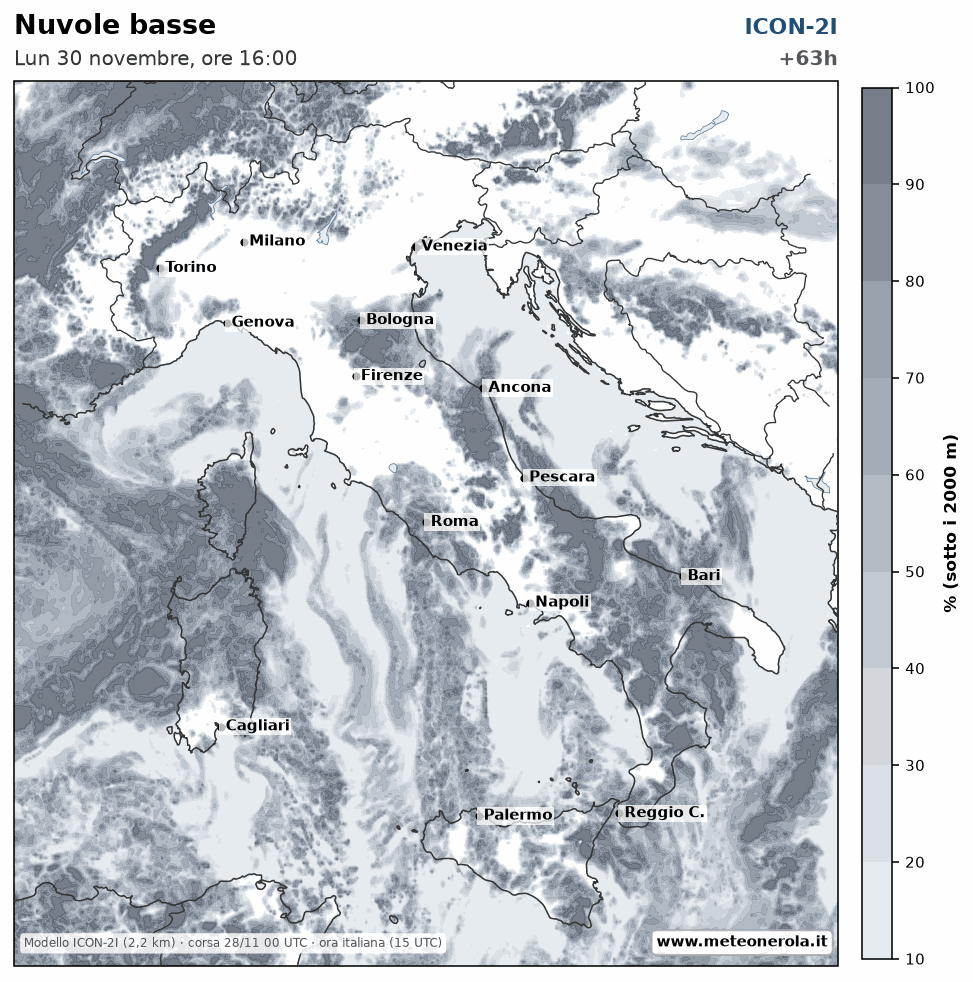 Nuvole basse
ICON-2I
Lun 30 novembre, ore 16:00
+63h
Milano
Venezia
Torino
Genova
Bologna
Firenze
Ancona
Pescara
Roma
Bari
Napoli
Cagliari
Palermo
Reggio C.
Modello ICON-2I (2,2 km) · corsa 28/11 00 UTC · ora italiana (15 UTC)
www.meteonerola.it
100
90
80
70
60
50
40
30
20
10
% (sotto i 2000 m)